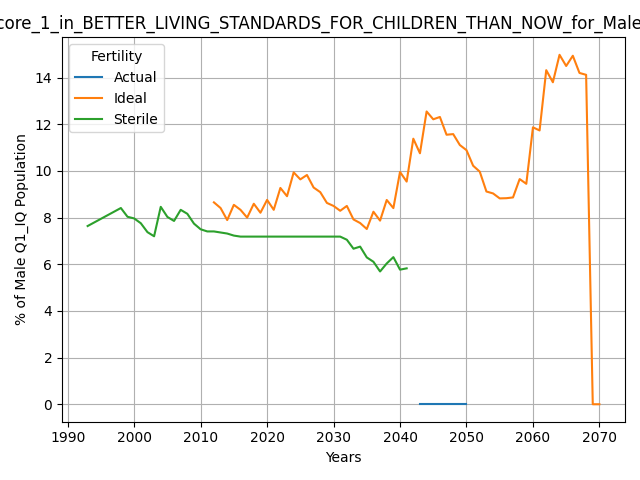 core_1_in_BETTER_LIVING_STANDARDS_FOR_CHILDREN_THAN_NOW_for_Male
Fertility
Actual
Ideal
Sterile
% of Male Q1_IQ Population
14
12
10
8
6
4
2
0
1990 2000 2010 2020 2030 2040 2050 2060 2070
Years